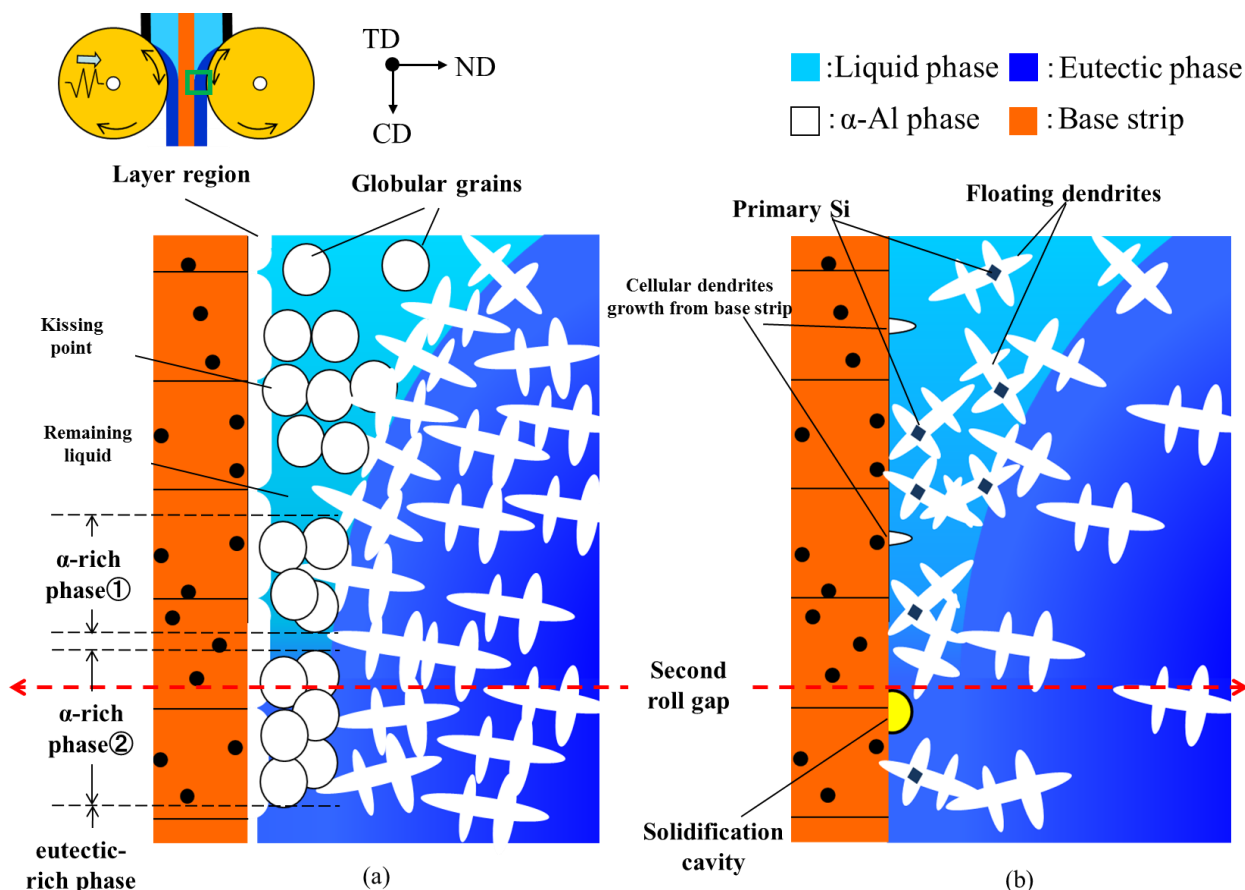 TD
ND
CD
:Liquid phase
:Eutectic phase
:α-Al phase
:Base strip
Layer region
Globular grains
Kissing
point
Remaining
liquid
α-rich
phase①
α-rich
phase②
eutectic-
rich phase
(a)
Second
roll gap
Primary Si
Floating dendrites
Cellular dendrites
growth from base strip
Solidification
cavity
(b)